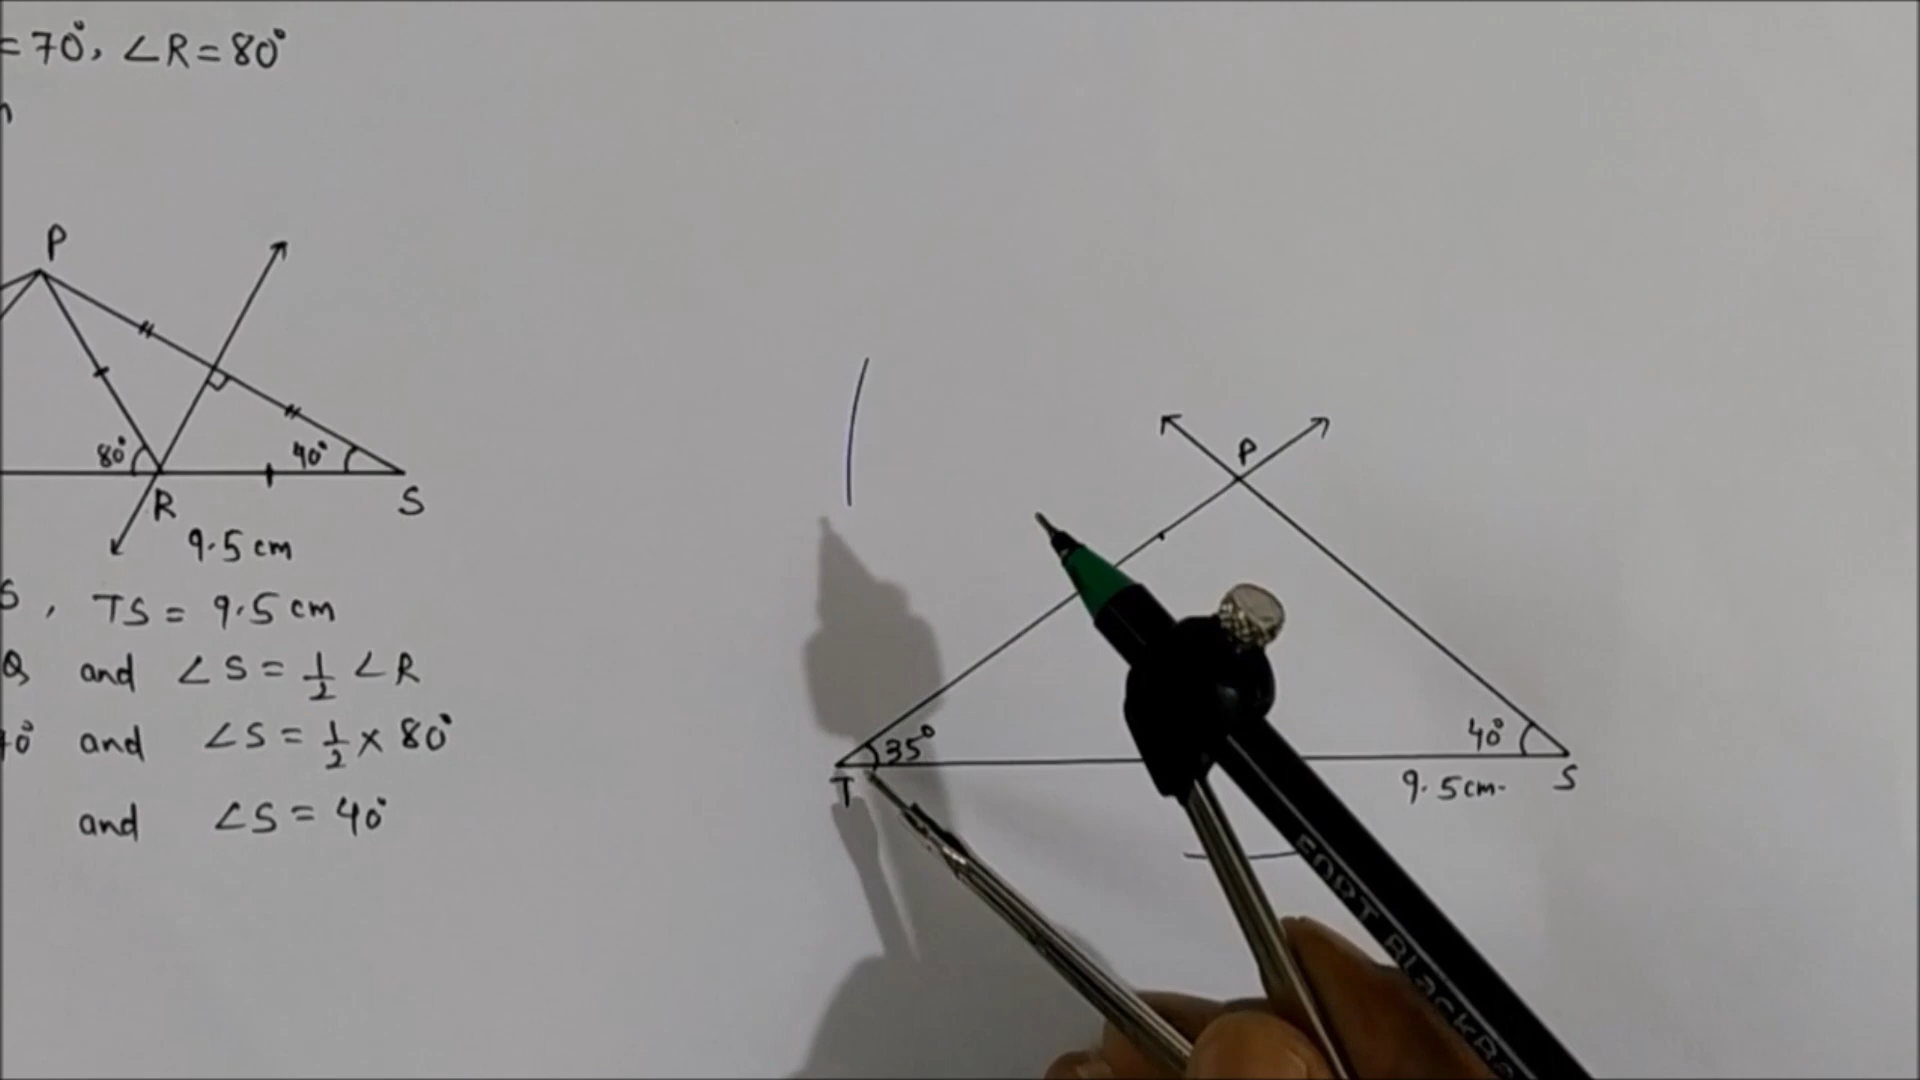 =70°, ∠R=80°
P
80° 40°
R S
9.5 cm
S, TS = 9.5 cm
Q and ∠S = 1/2 ∠R
and ∠S = 1/2 × 80°
and ∠S = 40°
P
35° 40°
T 9.5cm. S